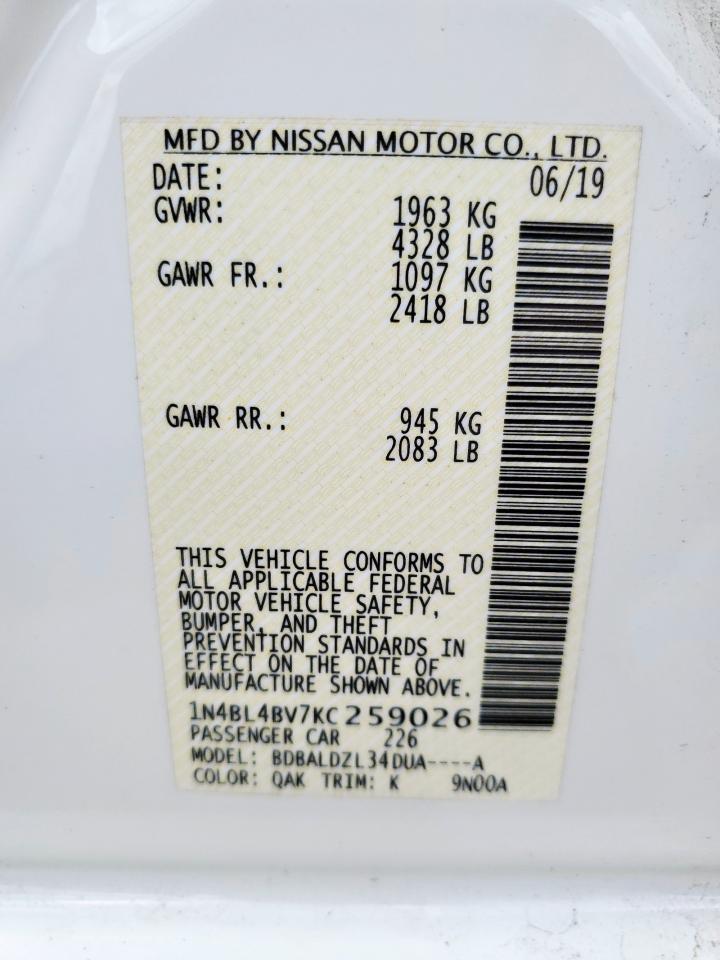 MFD BY NISSAN MOTOR CO., LTD.
DATE: 06/19
GVWR: 1963 KG
4328 LB
GAWR FR.: 1097 KG
2418 LB
GAWR RR.: 945 KG
2083 LB
THIS VEHICLE CONFORMS TO
ALL APPLICABLE FEDERAL
MOTOR VEHICLE SAFETY,
BUMPER, AND THEFT
PREVENTION STANDARDS IN
EFFECT ON THE DATE OF
MANUFACTURE SHOWN ABOVE.
1N4BL4BV7KC259026
PASSENGER CAR 226
MODEL: BDBALDZL34DUA----A
COLOR: QAK TRIM: K 9N00A